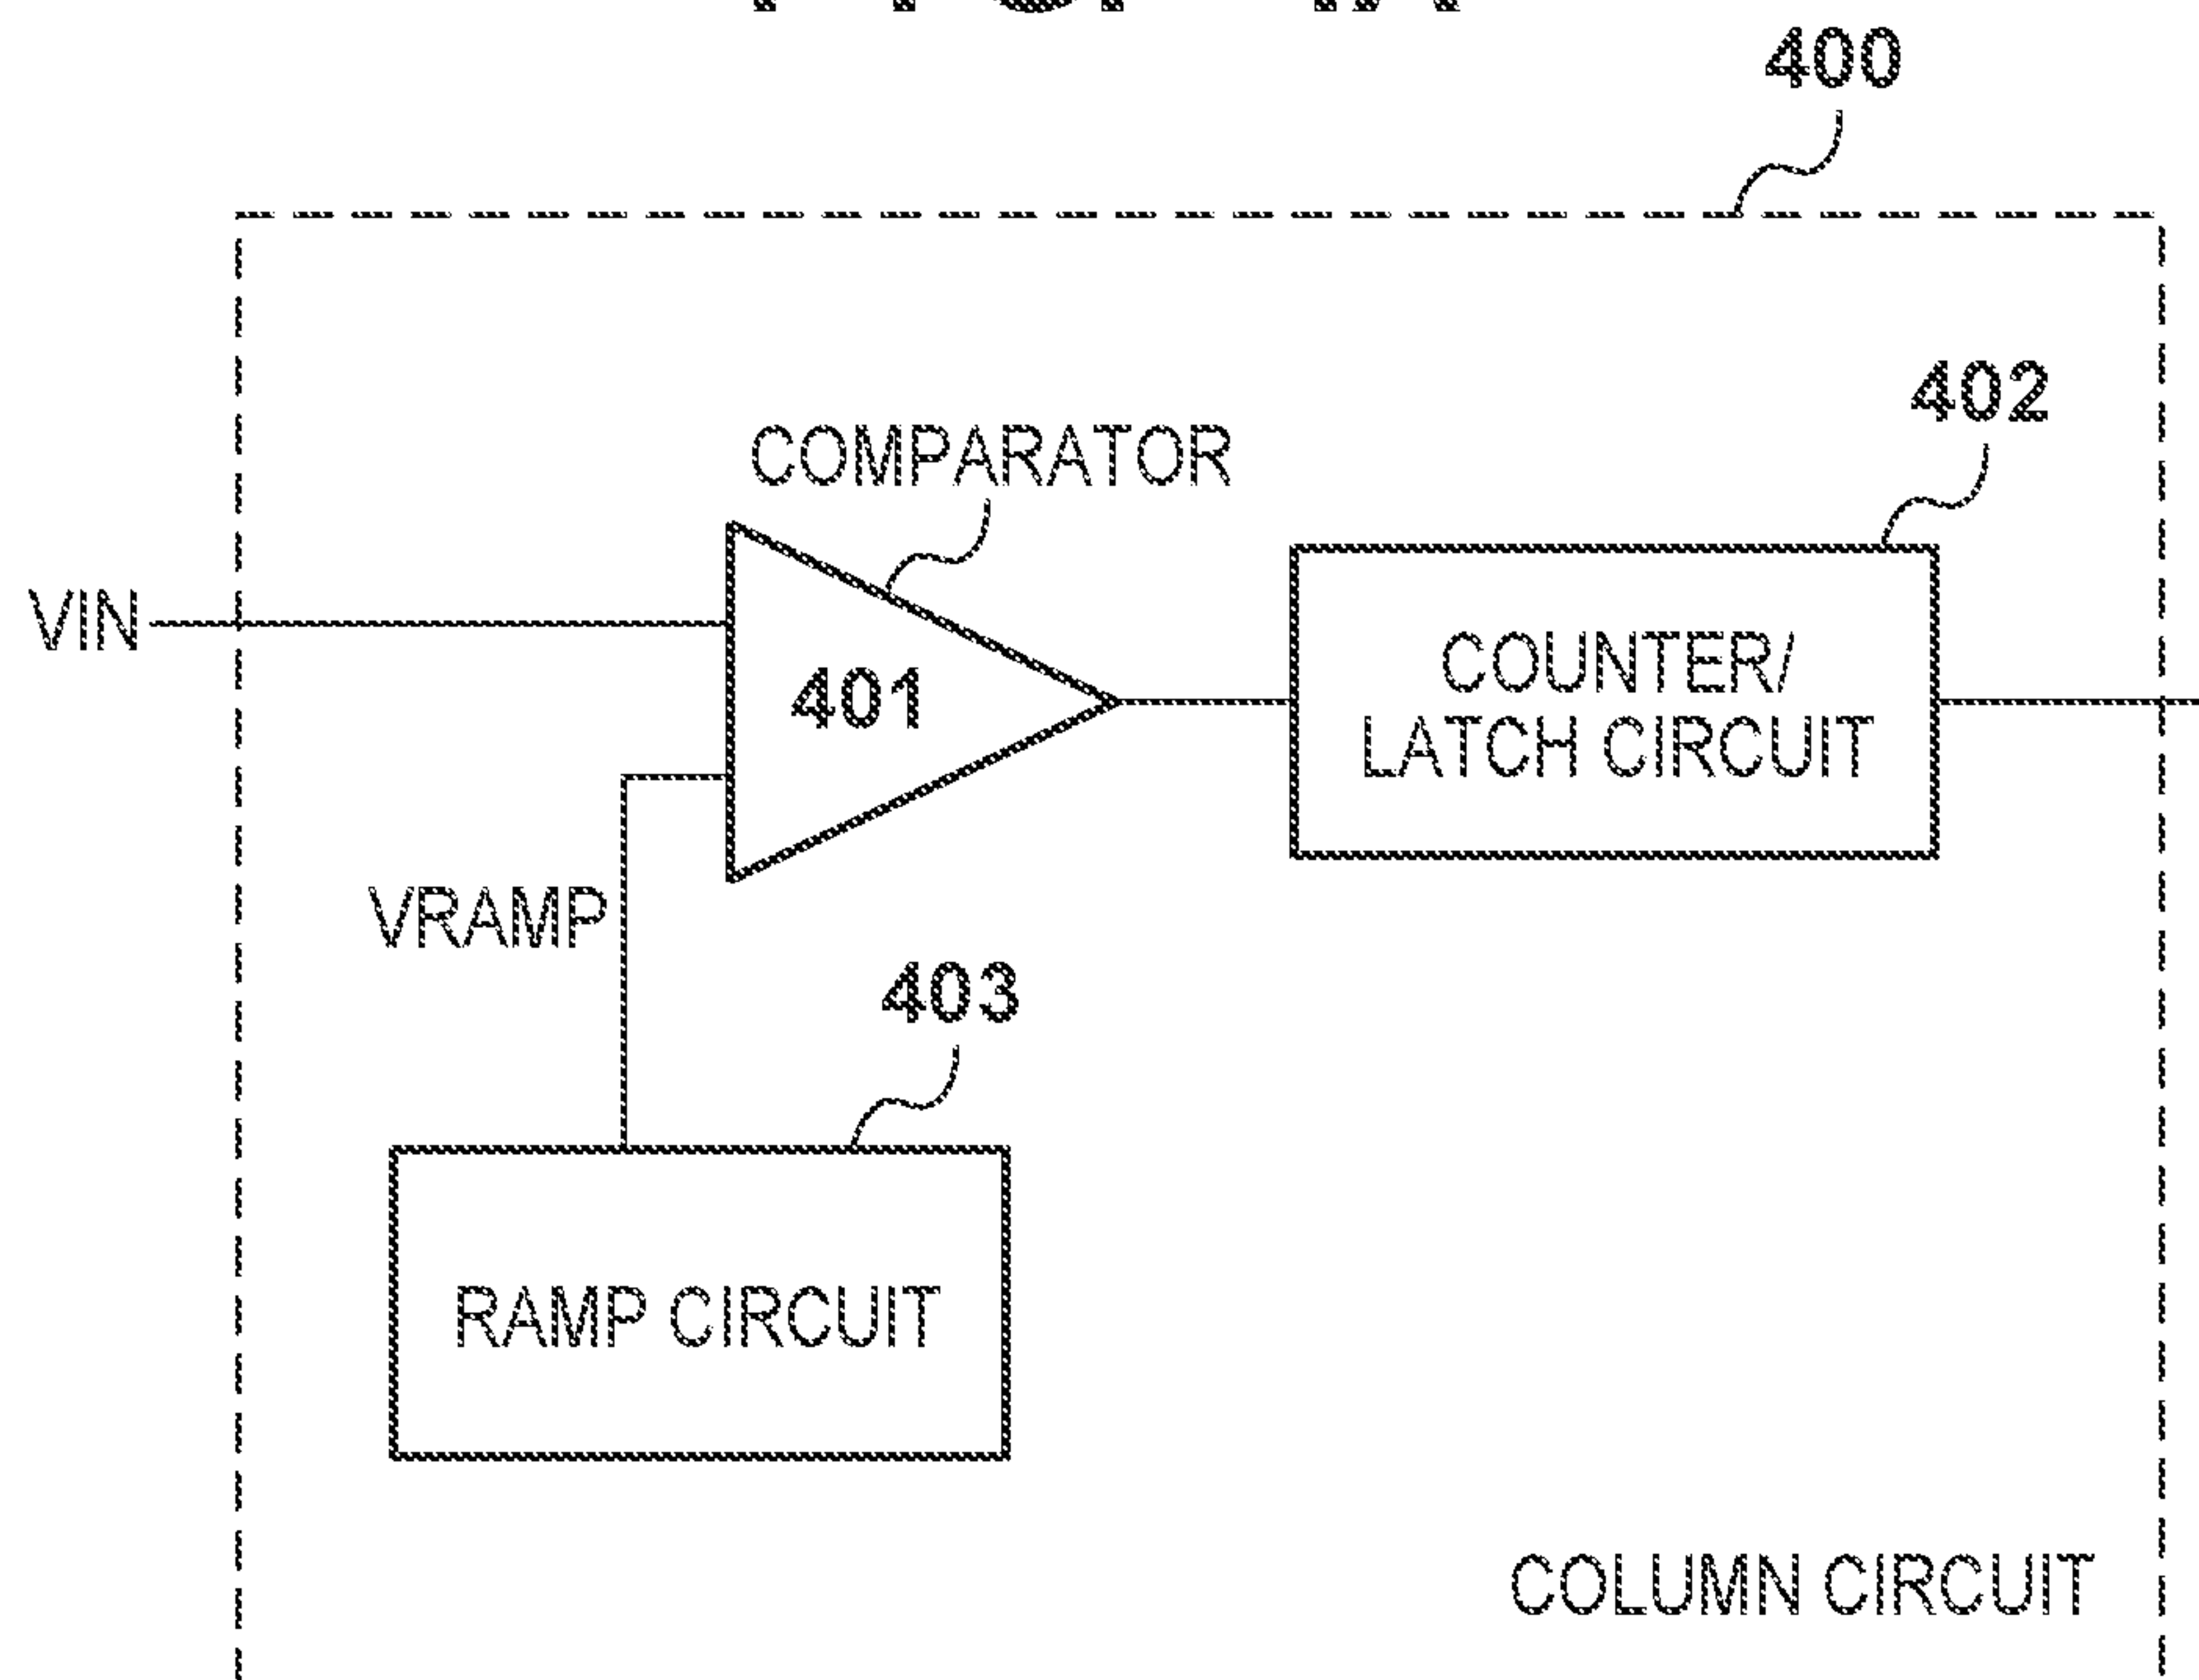 400
402
COMPARATOR
VIN
401
COUNTER/
LATCH CIRCUIT
VRAMP
403
RAMP CIRCUIT
COLUMN CIRCUIT